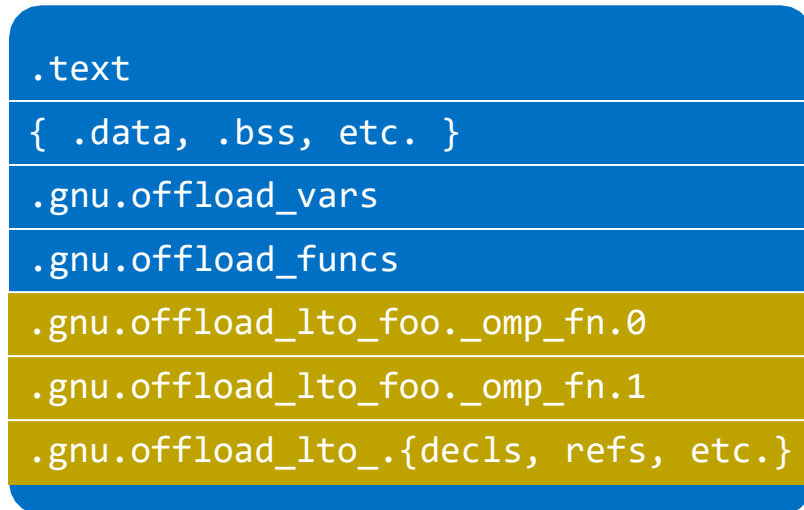 .text
{ .data, .bss, etc. }
.gnu.offload_vars
.gnu.offload_funcs
.gnu.offload_lto_foo._omp_fn.0
.gnu.offload_lto_foo._omp_fn.1
.gnu.offload_lto_.{decls, refs, etc.}